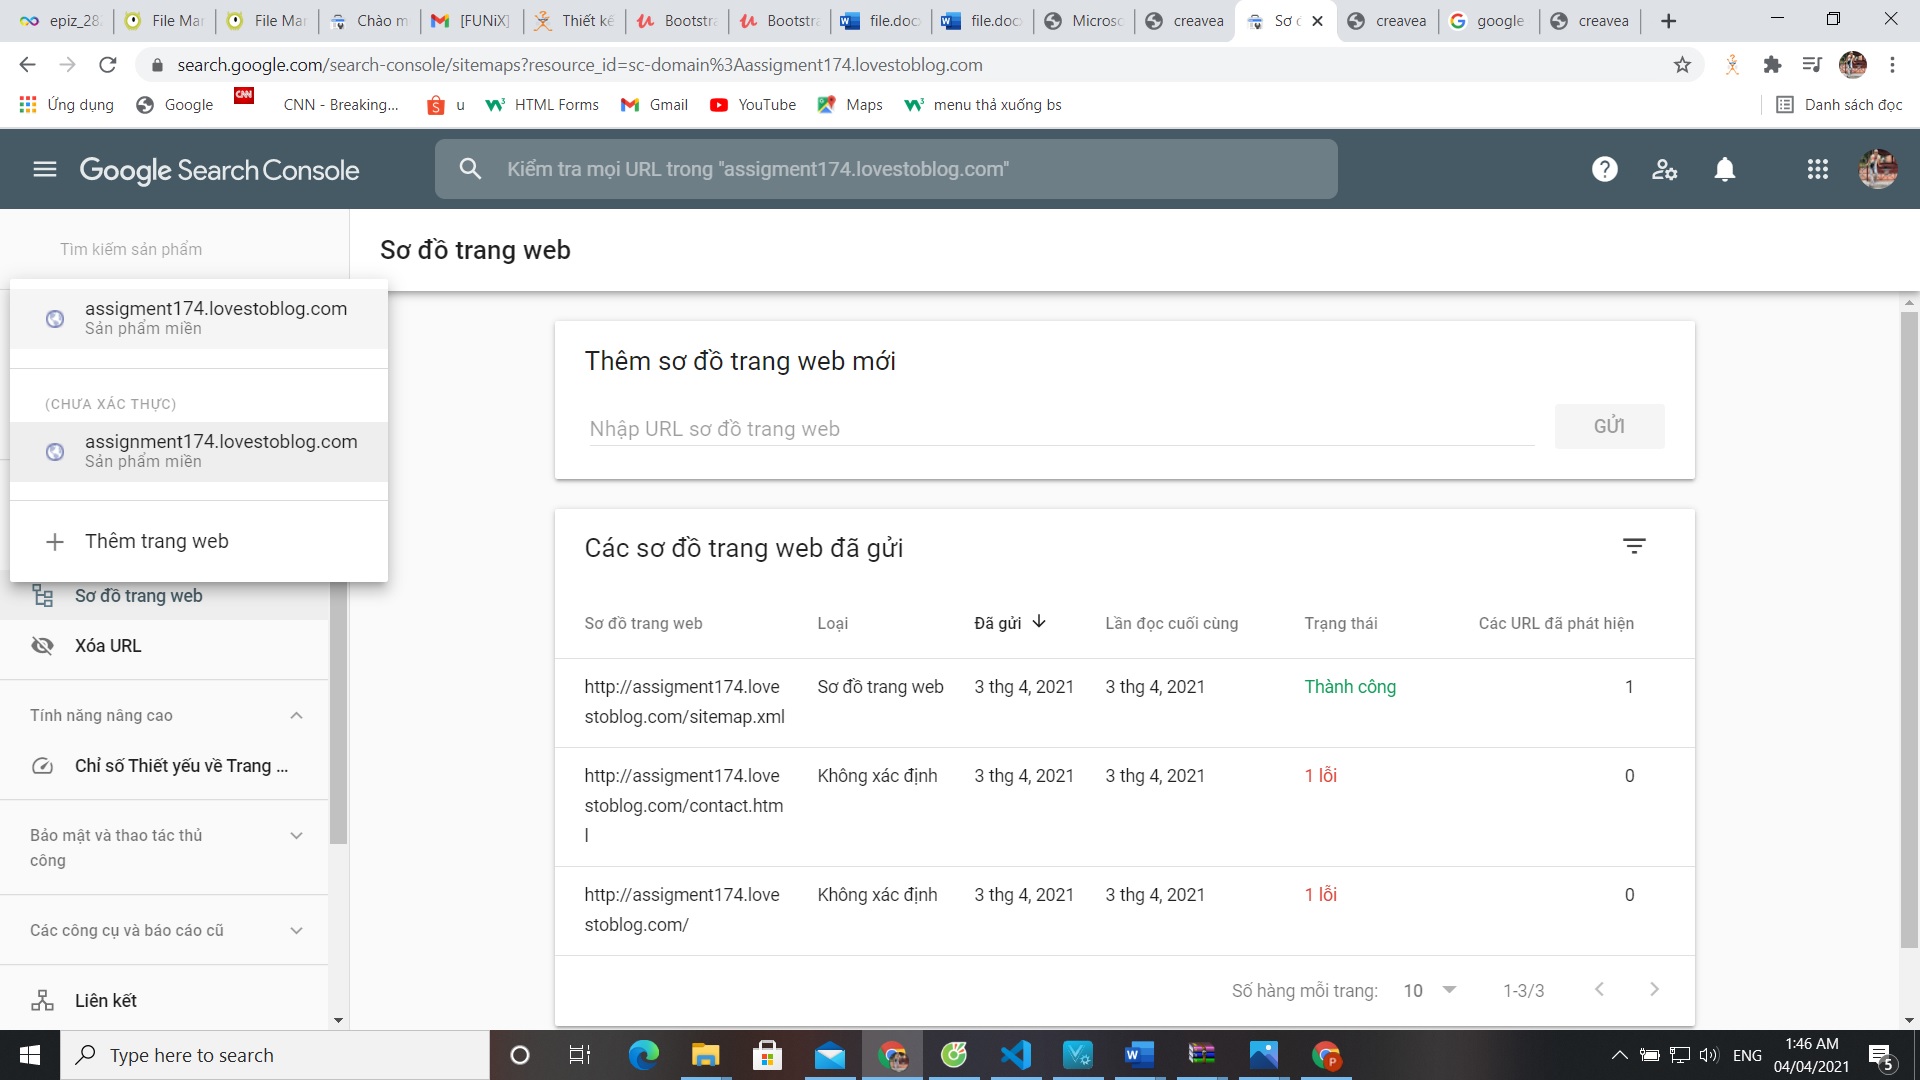 epiz_282
File Mar
File Mar
Chào m
[FUNiX]
Thiết kế
Bootstra
Bootstra
file.doc
file.doc
Microso
creavea
Sơ đ
creavea
google
creavea
search.google.com/search-console/sitemaps?resource_id=sc-domain%3Aassigment174.lovestoblog.com
Ứng dụng
Google
CNN
CNN - Breaking...
u
HTML Forms
Gmail
YouTube
Maps
menu thả xuống bs
Danh sách đọc
Google Search Console
Kiểm tra mọi URL trong "assigment174.lovestoblog.com"
Tìm kiếm sản phẩm
assigment174.lovestoblog.com
Sản phẩm miền
(CHƯA XÁC THỰC)
assignment174.lovestoblog.com
Sản phẩm miền
Thêm trang web
Sơ đồ trang web
Xóa URL
Tính năng nâng cao
Chỉ số Thiết yếu về Trang ...
Bảo mật và thao tác thủ
công
Các công cụ và báo cáo cũ
Liên kết
Sơ đồ trang web
Thêm sơ đồ trang web mới
Nhập URL sơ đồ trang web
GỬI
Các sơ đồ trang web đã gửi
Sơ đồ trang web Loại Đã gửi Lần đọc cuối cùng Trạng thái Các URL đã phát hiện
http://assigment174.love Sơ đồ trang web 3 thg 4, 2021 3 thg 4, 2021 Thành công 1
stoblog.com/sitemap.xml
http://assigment174.love Không xác định 3 thg 4, 2021 3 thg 4, 2021 1 lỗi 0
stoblog.com/contact.htm
l
http://assigment174.love Không xác định 3 thg 4, 2021 3 thg 4, 2021 1 lỗi 0
stoblog.com/
Số hàng mỗi trang: 10 1-3/3
Type here to search
ENG
1:46 AM
04/04/2021
5